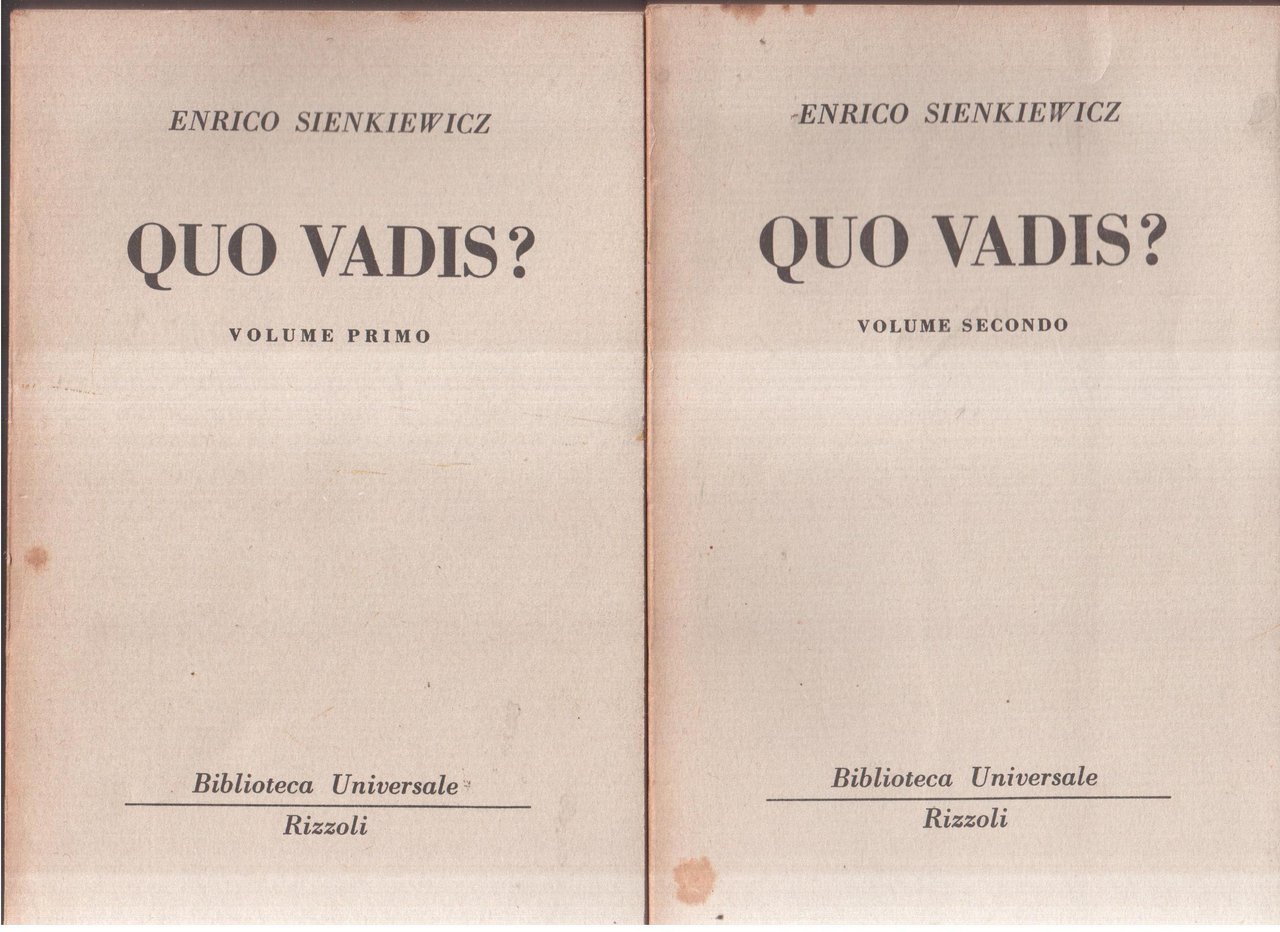 ENRICO SIENKIEWICZ
QUO VADIS?
VOLUME PRIMO
Biblioteca Universale
Rizzoli
ENRICO SIENKIEWICZ
QUO VADIS?
VOLUME SECONDO
Biblioteca Universale
Rizzoli